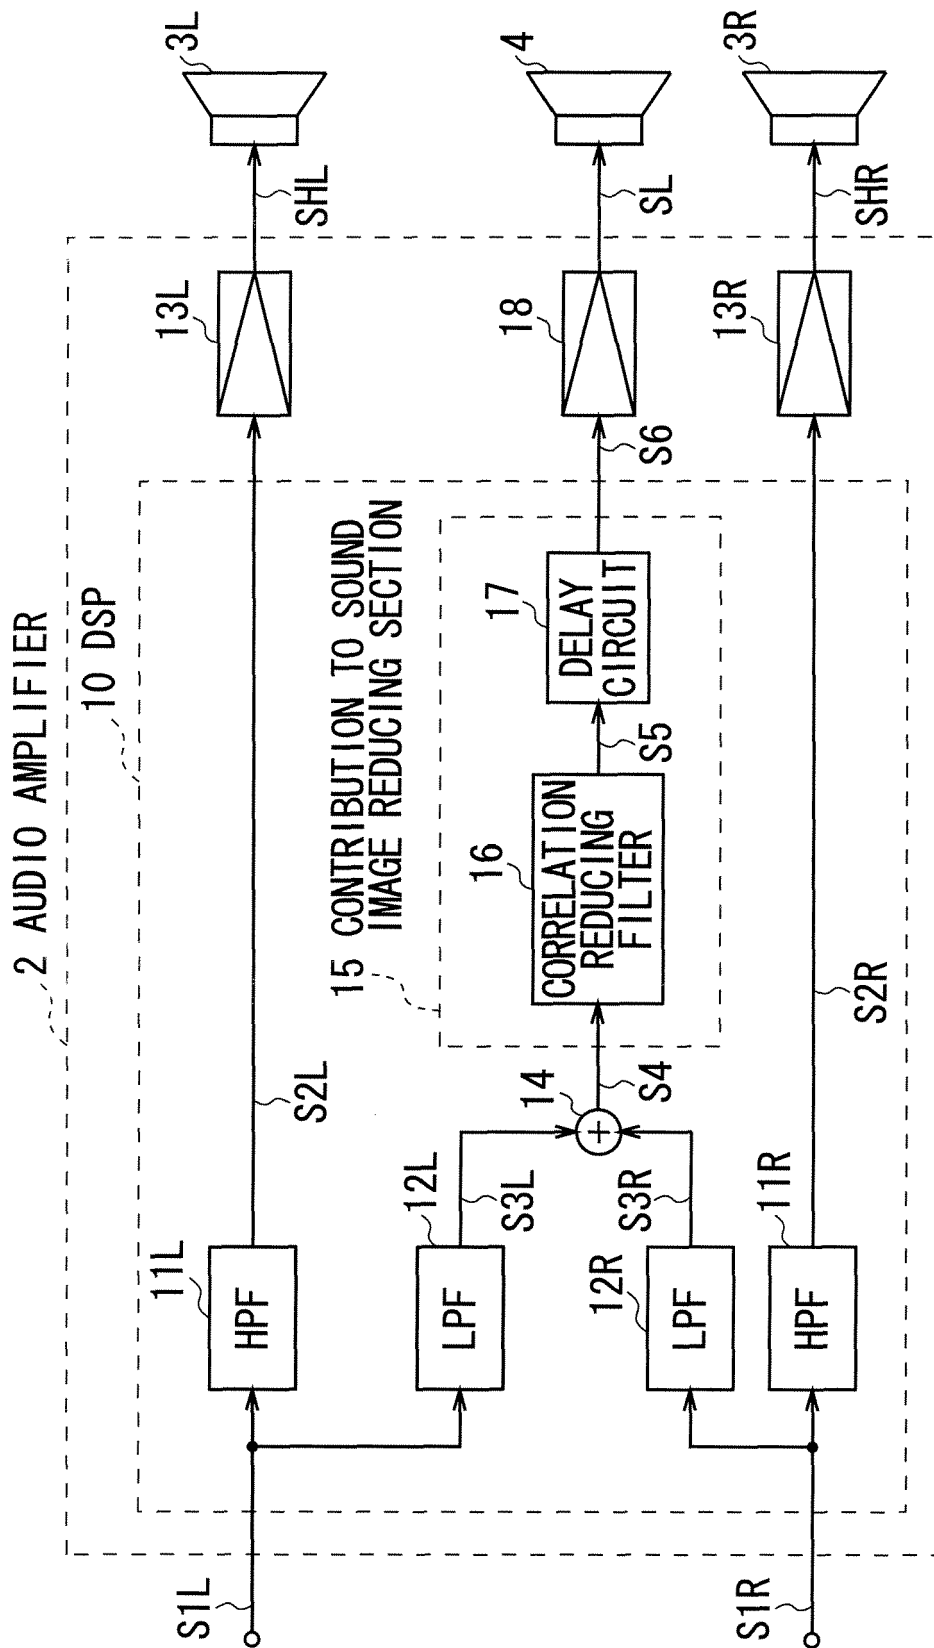 2 AUDIO AMPLIFIER
10 DSP
S1L
11L
HPF
S2L
13L
SHL
3L
12L
LPF
S3L
15 CONTRIBUTION TO SOUND
IMAGE REDUCING SECTION
14
+
S4
16
CORRELATION
REDUCING
FILTER
S5
17
DELAY
CIRCUIT
S6
18
SL
4
12R
LPF
S3R
S1R
11R
HPF
S2R
13R
SHR
3R